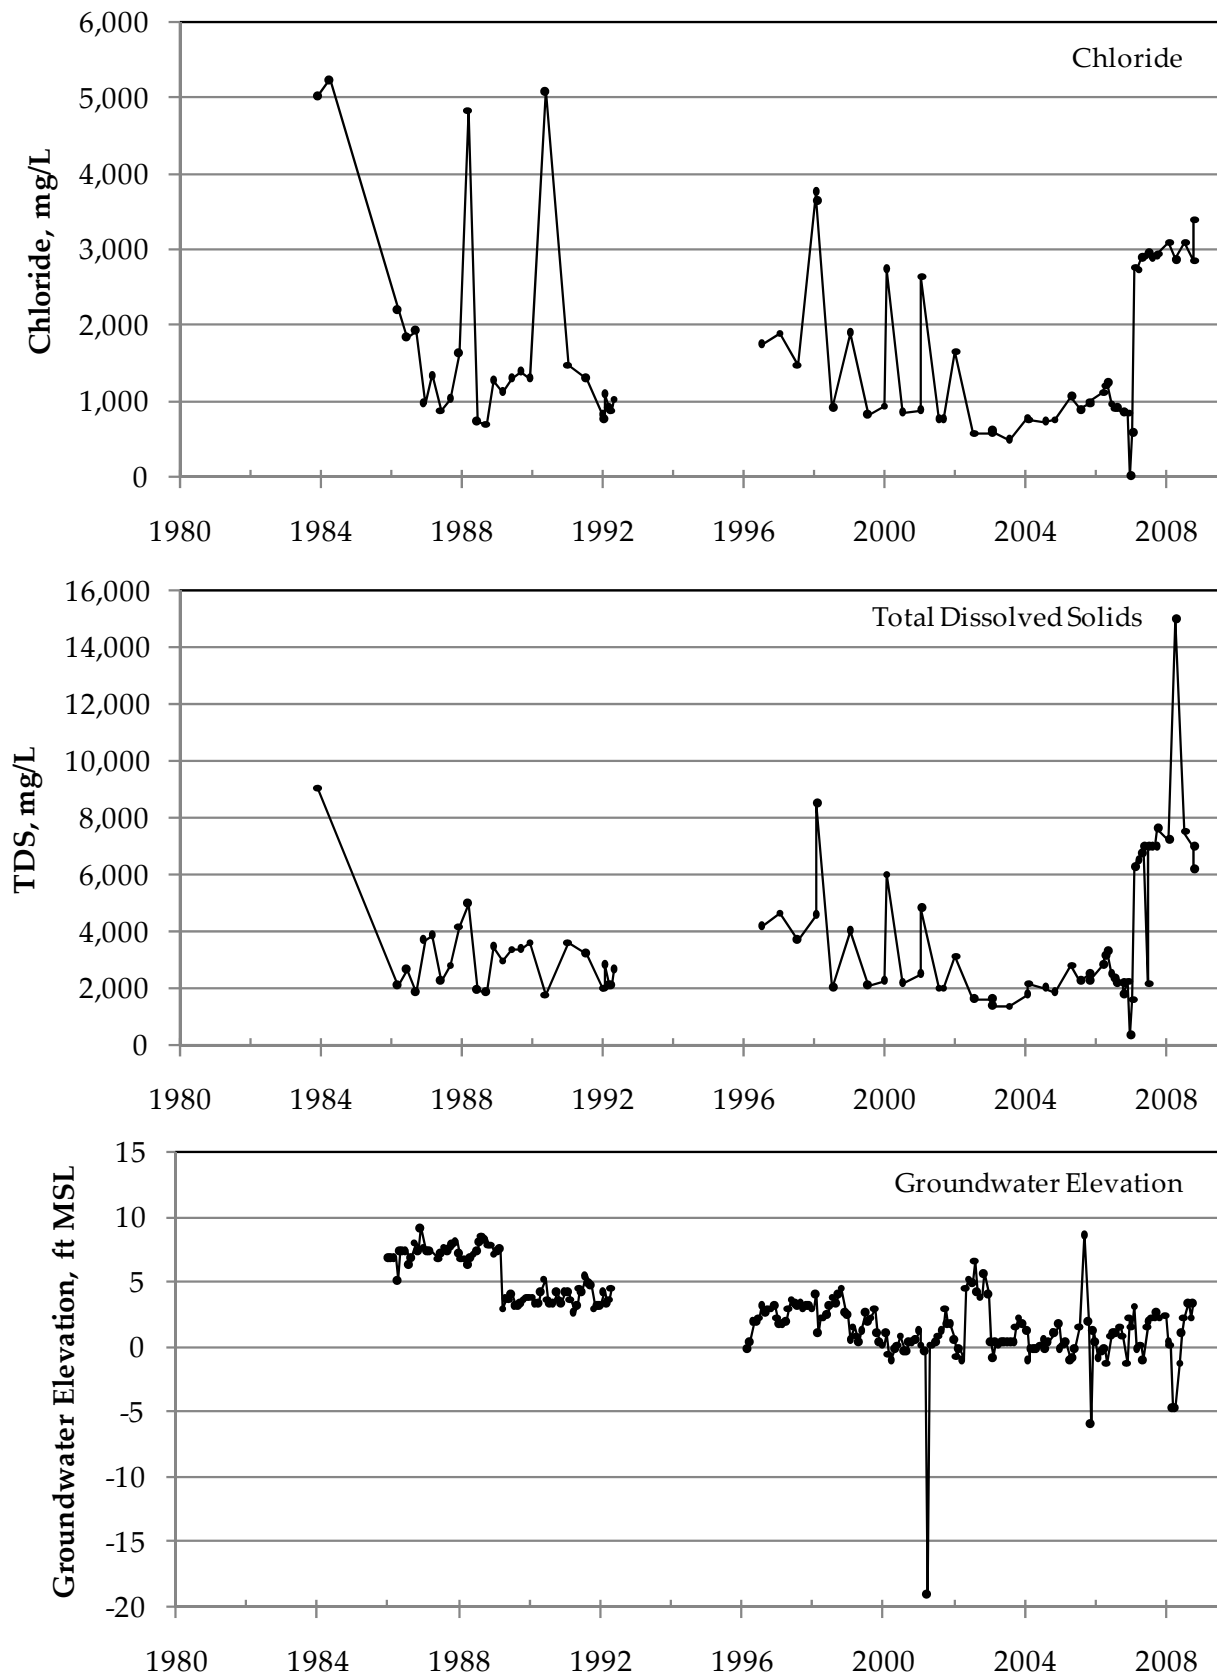 6,000
Chloride
5,000
4,000
3,000
2,000
1,000
0
Chloride, mg/L
1980 1984 1988 1992 1996 2000 2004 2008
16,000
Total Dissolved Solids
14,000
12,000
10,000
8,000
6,000
4,000
2,000
0
TDS, mg/L
1980 1984 1988 1992 1996 2000 2004 2008
15
Groundwater Elevation
10
5
0
-5
-10
-15
-20
Groundwater Elevation, ft MSL
1980 1984 1988 1992 1996 2000 2004 2008